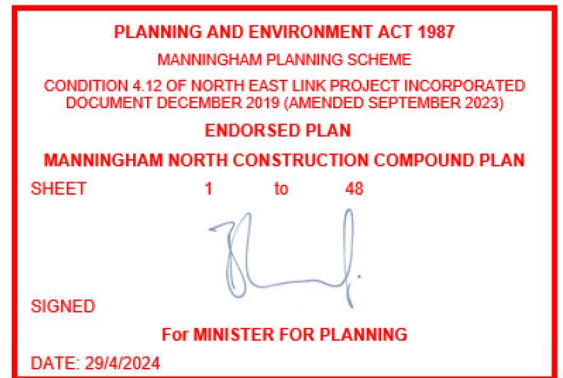 PLANNING AND ENVIRONMENT ACT 1987
MANNINGHAM PLANNING SCHEME
CONDITION 4.12 OF NORTH EAST LINK PROJECT INCORPORATED
DOCUMENT DECEMBER 2019 (AMENDED SEPTEMBER 2023)
ENDORSED PLAN
MANNINGHAM NORTH CONSTRUCTION COMPOUND PLAN
SHEET 1 to 48
SIGNED
For MINISTER FOR PLANNING
DATE: 29/4/2024